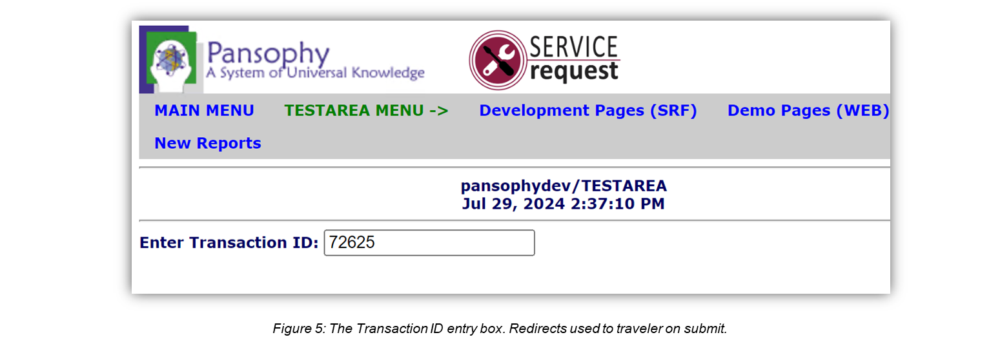 Pansophy
A System of Universal Knowledge
SERVICE
request
MAIN MENU TESTAREA MENU -> Development Pages (SRF) Demo Pages (WEB)
New Reports
pansophydev/TESTAREA
Jul 29, 2024 2:37:10 PM
Enter Transaction ID: 72625
Figure 5: The Transaction ID entry box. Redirects used to traveler on submit.